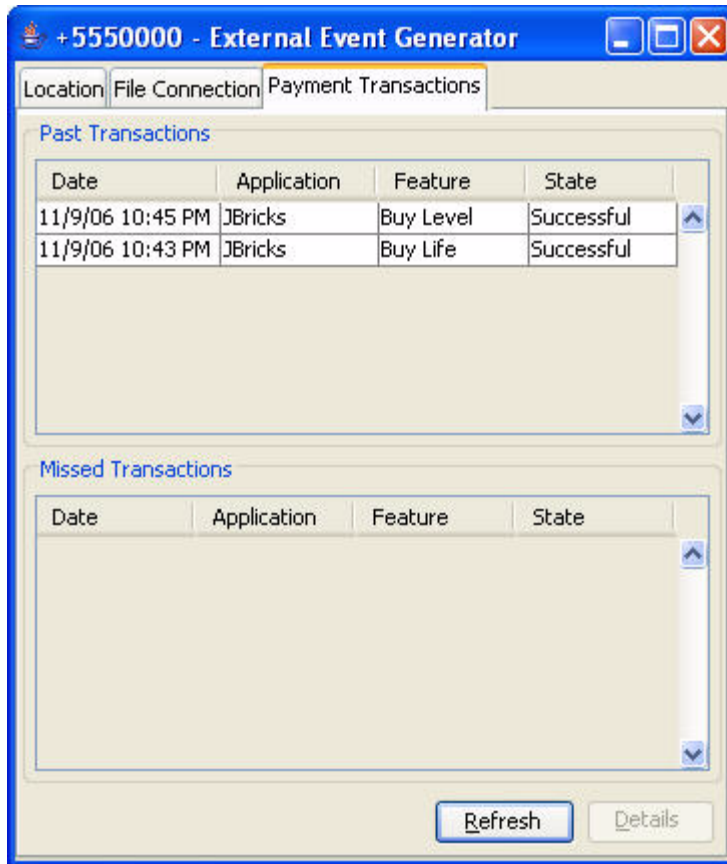 +5550000 - External Event Generator
Location File Connection Payment Transactions
Past Transactions
Date Application Feature State
11/9/06 10:45 PM JBricks Buy Level Successful
11/9/06 10:43 PM JBricks Buy Life Successful
Missed Transactions
Date Application Feature State
Refresh Details